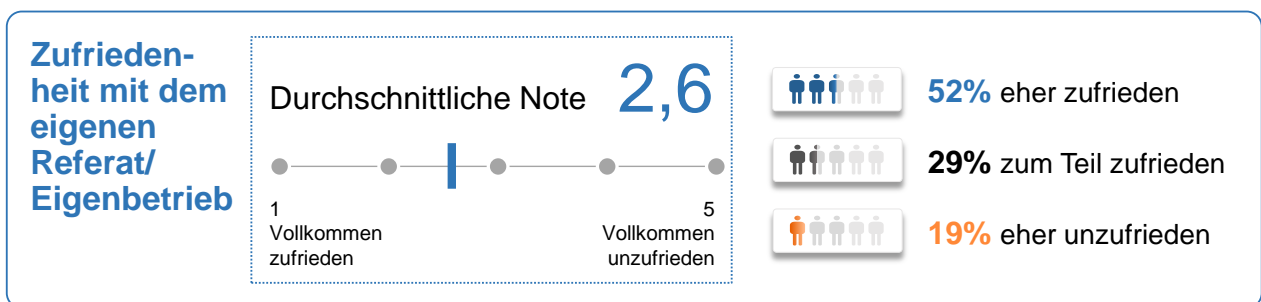 Zufrieden-
heit mit dem
eigenen
Referat/
Eigenbetrieb
Durchschnittliche Note 2,6
1
Vollkommen
zufrieden
5
Vollkommen
unzufrieden
52% eher zufrieden
29% zum Teil zufrieden
19% eher unzufrieden